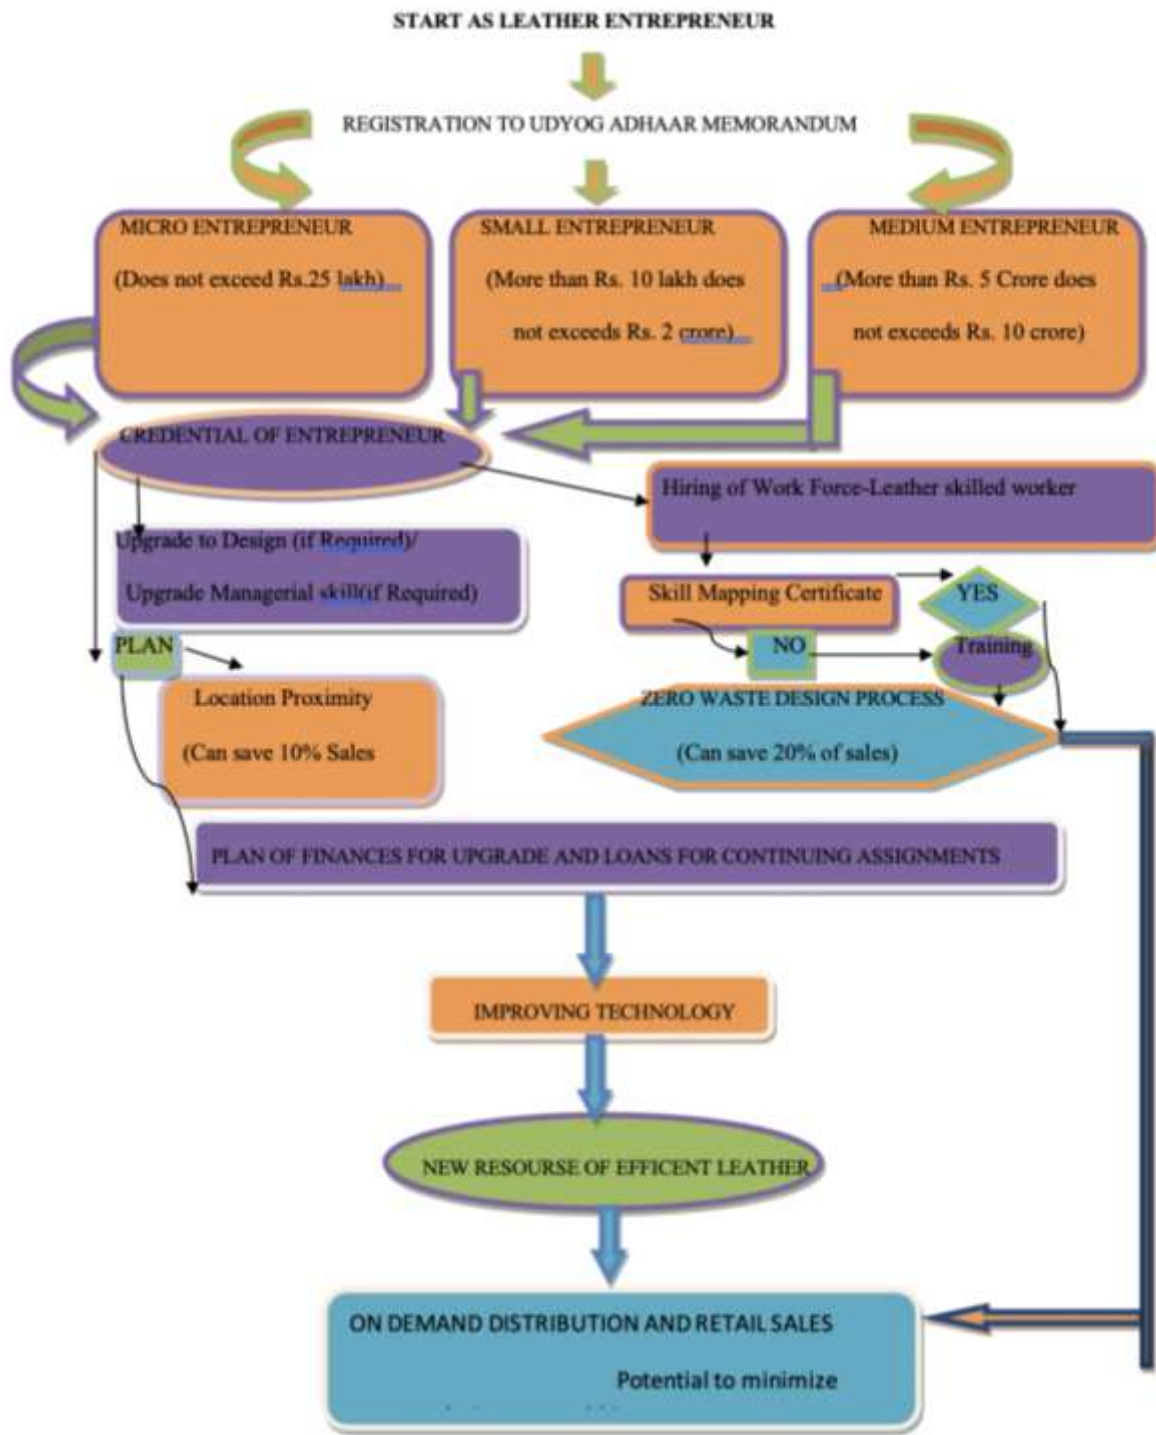 START AS LEATHER ENTREPRENEUR
REGISTRATION TO UDYOG ADHAAR MEMORANDUM
MICRO ENTREPRENEUR
(Does not exceed Rs.25 lakh)
SMALL ENTREPRENEUR
(More than Rs. 10 lakh does
not exceeds Rs. 2 crore)
MEDIUM ENTREPRENEUR
(More than Rs. 5 Crore does
not exceeds Rs. 10 crore)
CREDENTIAL OF ENTREPRENEUR
Hiring of Work Force-Leather skilled worker
Upgrade to Design (if Required)/
Upgrade Managerial skill(if Required)
Skill Mapping Certificate
YES
NO
Training
PLAN
Location Proximity
(Can save 10% Sales
ZERO WASTE DESIGN PROCESS
(Can save 20% of sales)
PLAN OF FINANCES FOR UPGRADE AND LOANS FOR CONTINUING ASSIGNMENTS
IMPROVING TECHNOLOGY
NEW RESOURSE OF EFFICENT LEATHER
ON DEMAND DISTRIBUTION AND RETAIL SALES
Potential to minimize